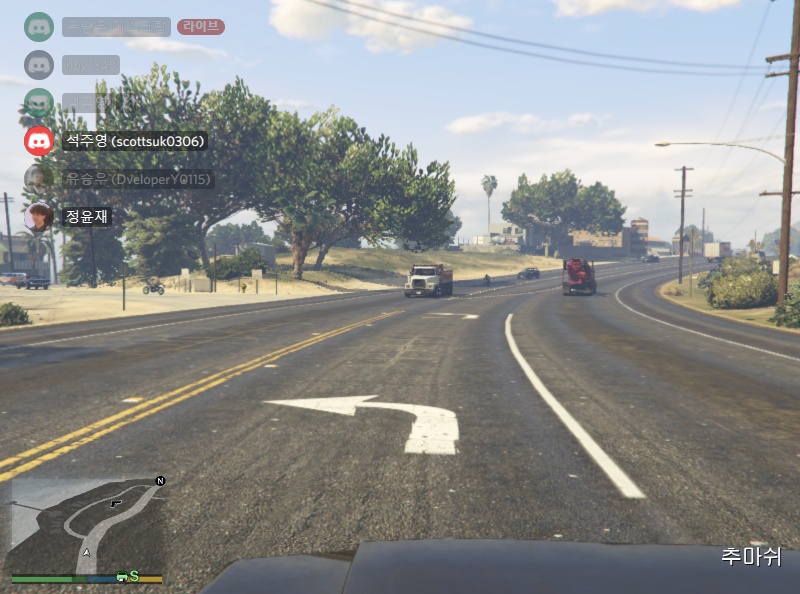 라이브
석주영 (scottsuk0306)
유승우 (DveloperY0115)
정윤재
N
S
추마쉬